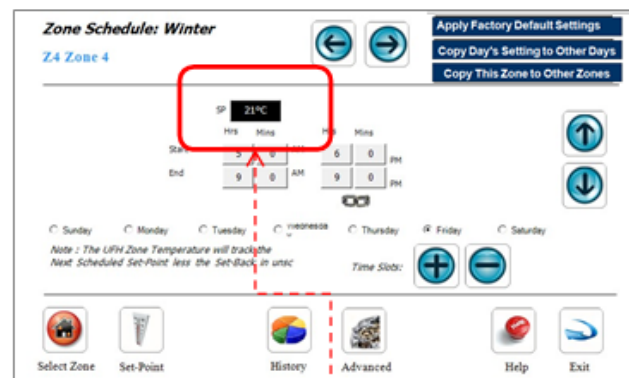 Zone Schedule: Winter
Z4 Zone 4
Apply Factory Default Settings
Copy Day's Setting to Other Days
Copy This Zone to Other Zones
SP 21°C
Hrs Mins Hrs Mins
Start 5 0 AM 6 0 PM
End 9 0 AM 9 0 PM
Sunday Monday Tuesday Wednesda Thursday Friday Saturday
y
Note : The UFH Zone Temperature will track the
Next Scheduled Set-Point less the Set-Back in unsc
Time Slots:
Select Zone Set-Point History Advanced Help Exit